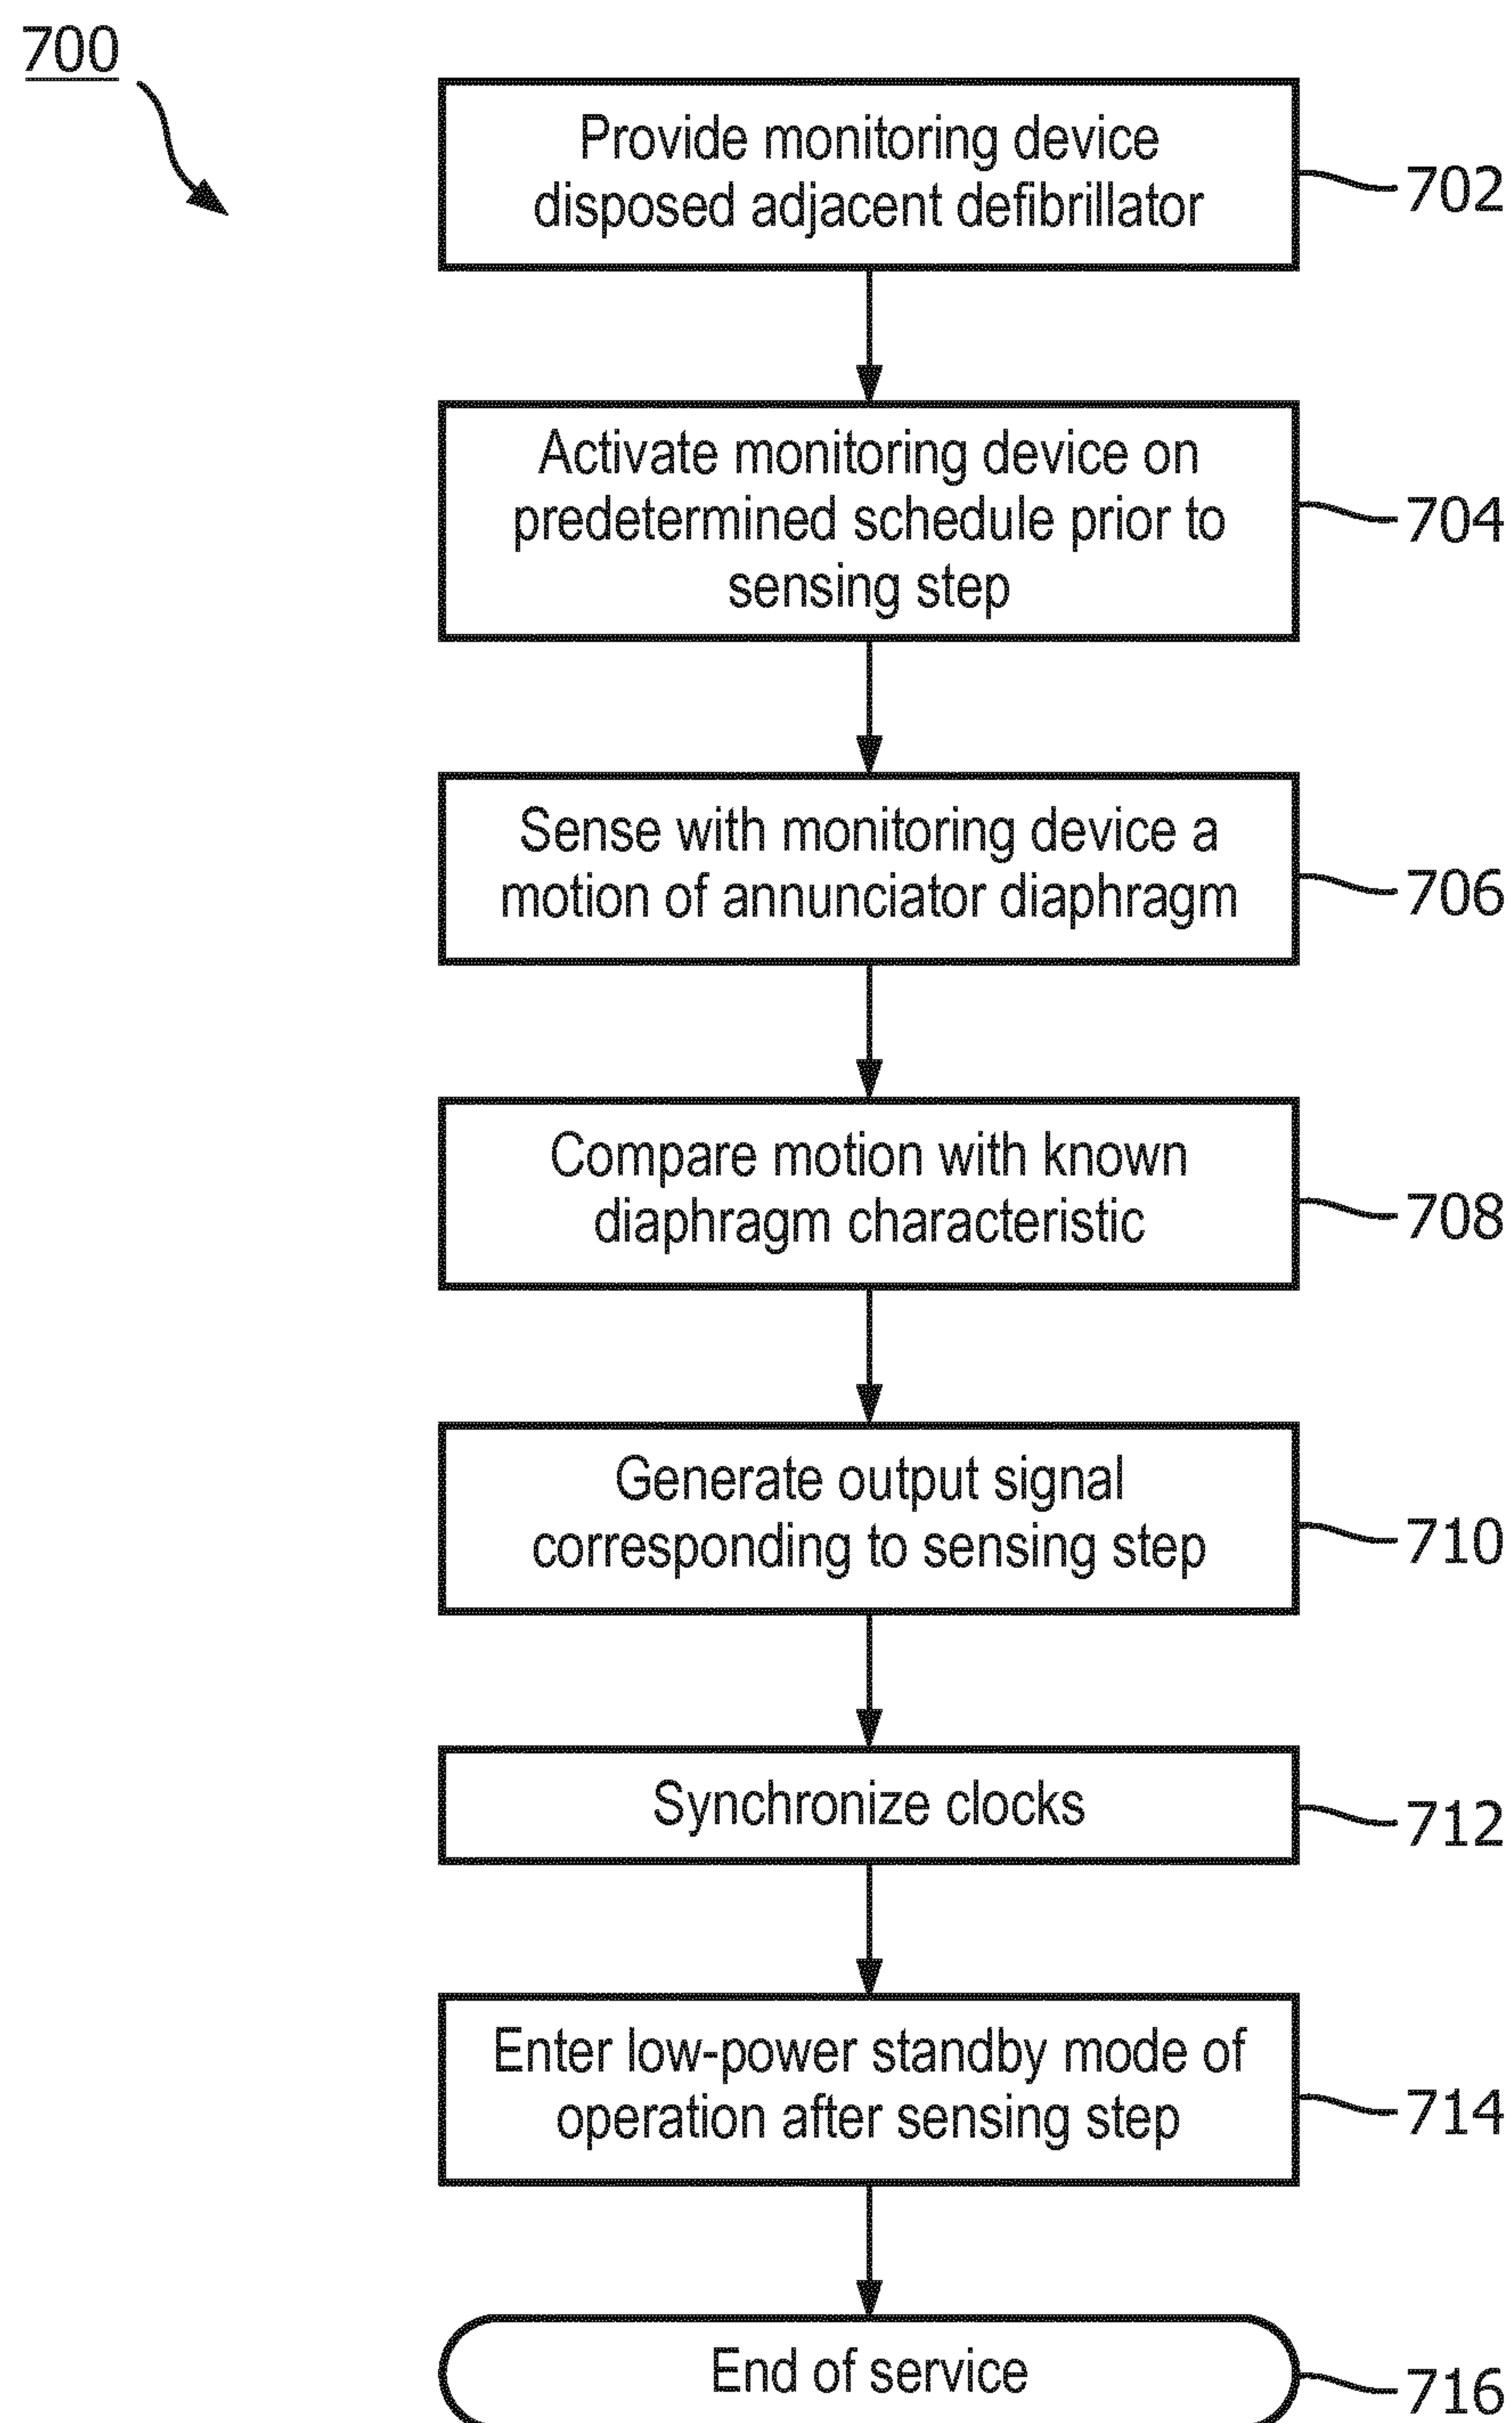 700
Provide monitoring device
disposed adjacent defibrillator
702
Activate monitoring device on
predetermined schedule prior to
sensing step
704
Sense with monitoring device a
motion of annunciator diaphragm
706
Compare motion with known
diaphragm characteristic
708
Generate output signal
corresponding to sensing step
710
Synchronize clocks
712
Enter low-power standby mode of
operation after sensing step
714
End of service
716